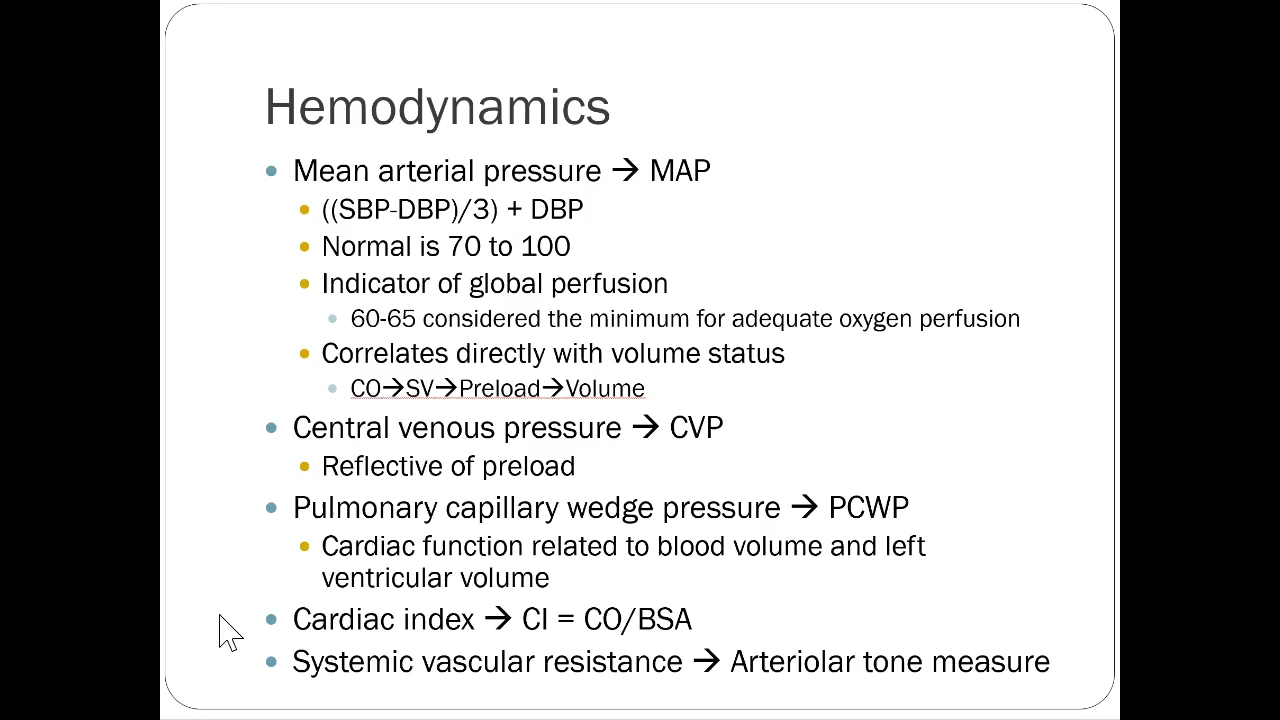 Hemodynamics
Mean arterial pressure → MAP
((SBP-DBP)/3) + DBP
Normal is 70 to 100
Indicator of global perfusion
60-65 considered the minimum for adequate oxygen perfusion
Correlates directly with volume status
CO→SV→Preload→Volume
Central venous pressure → CVP
Reflective of preload
Pulmonary capillary wedge pressure → PCWP
Cardiac function related to blood volume and left
ventricular volume
Cardiac index → CI = CO/BSA
Systemic vascular resistance → Arteriolar tone measure